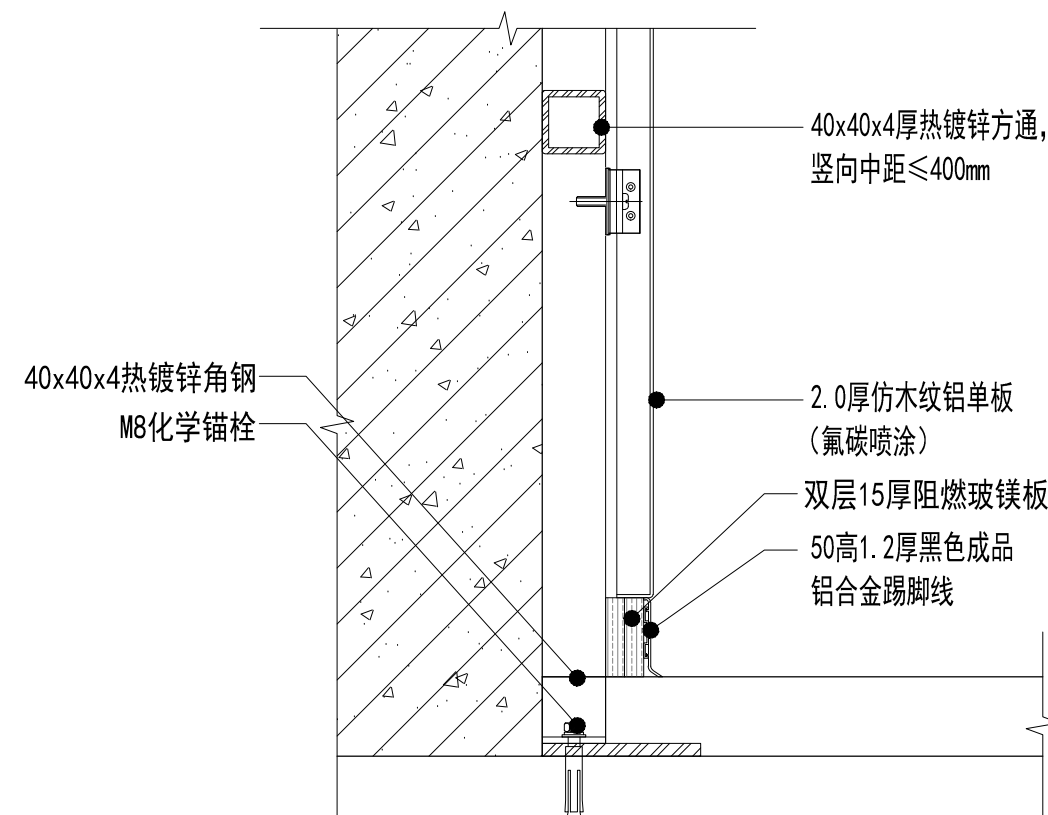 40x40x4厚热镀锌方通，
竖向中距≤400mm
40x40x4热镀锌角钢
M8化学锚栓
2.0厚仿木纹铝单板
（氟碳喷涂）
双层15厚阻燃玻镁板
50高1.2厚黑色成品
铝合金踢脚线